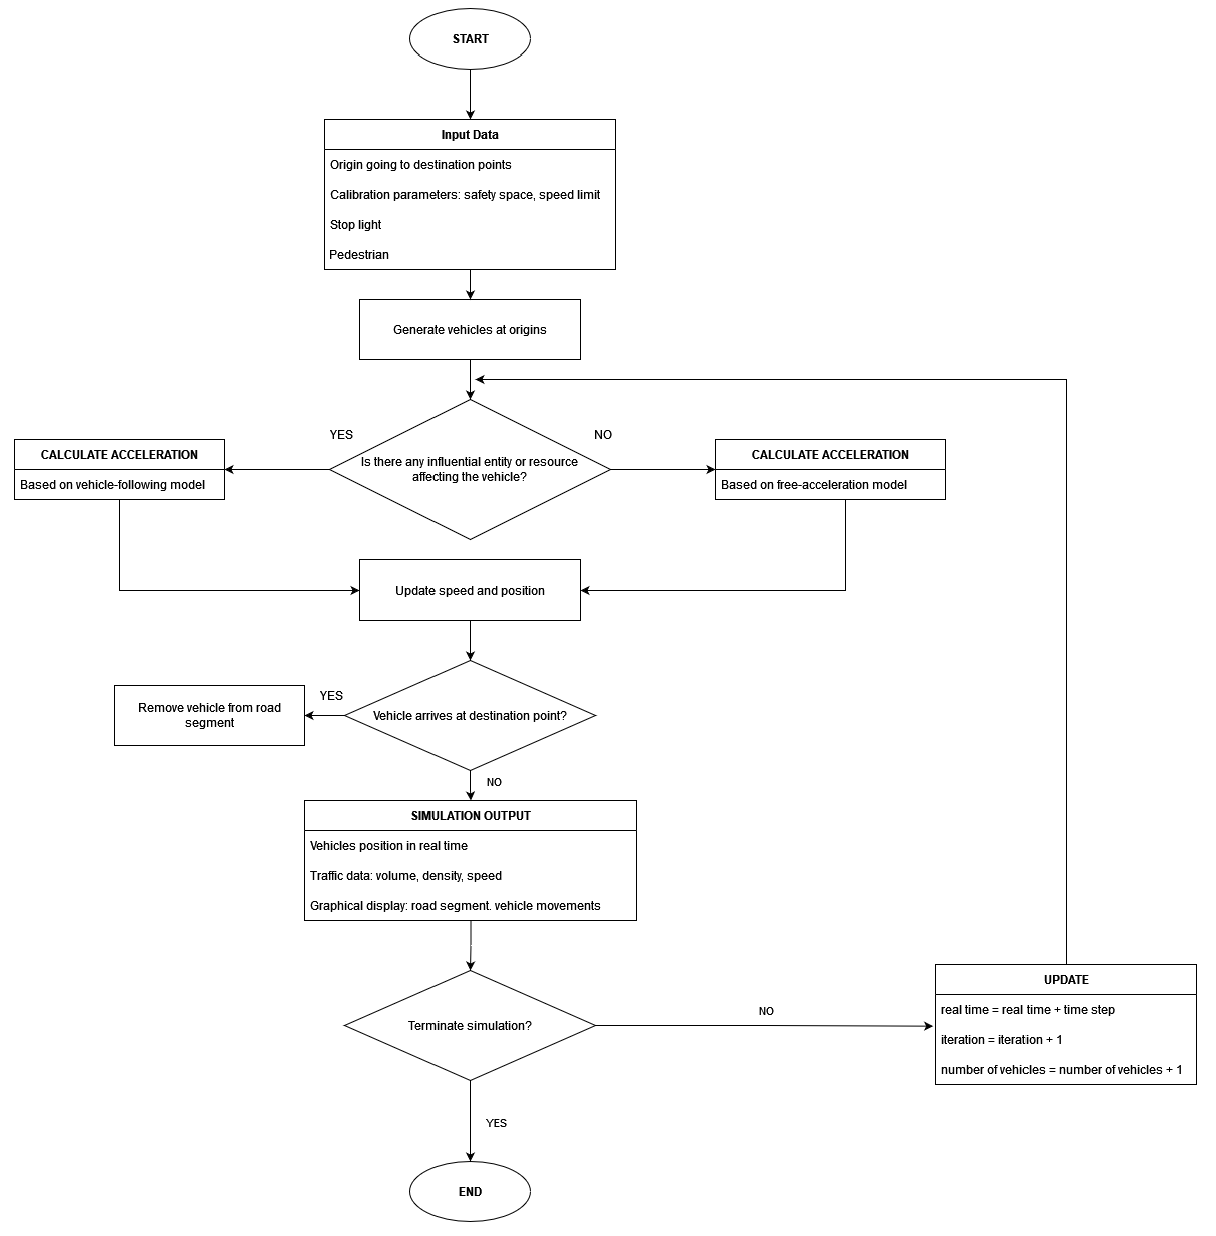 START
Input Data
Origin going to destination points
Calibration parameters: safety space, speed limit
Stop light
Pedestrian
Generate vehicles at origins
YES
NO
Is there any influential entity or resource
affecting the vehicle?
CALCULATE ACCELERATION
Based on vehicle-following model
CALCULATE ACCELERATION
Based on free-acceleration model
Update speed and position
Vehicle arrives at destination point?
YES
Remove vehicle from road
segment
NO
SIMULATION OUTPUT
Vehicles position in real time
Traffic data: volume, density, speed
Graphical display: road segment. vehicle movements
Terminate simulation?
NO
UPDATE
real time = real time + time step
iteration = iteration + 1
number of vehicles = number of vehicles + 1
YES
END